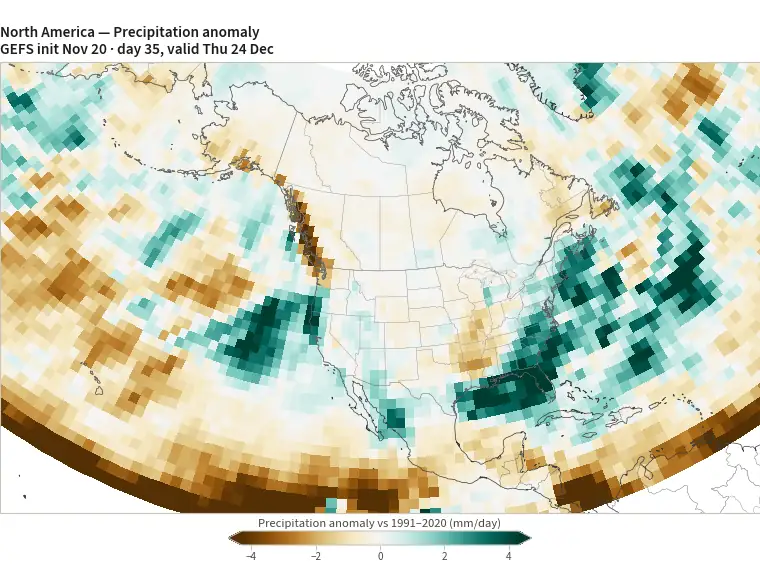 North America — Precipitation anomaly
GEFS init Nov 20 · day 35, valid Thu 24 Dec
Precipitation anomaly vs 1991–2020 (mm/day)
−4 −2 0 2 4